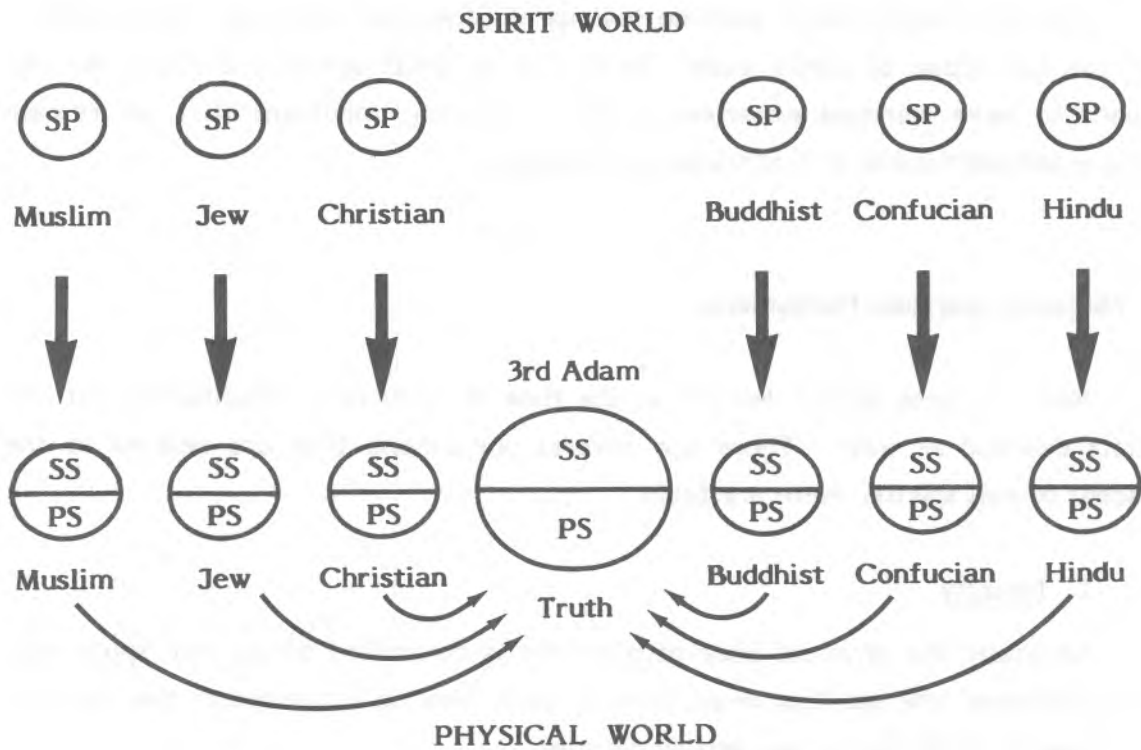 SPIRIT WORLD
SP SP SP SP SP SP
Muslim Jew Christian Buddhist Confucian Hindu
3rd Adam
SS SS SS SS SS SS SS
PS PS PS PS PS PS PS
Muslim Jew Christian Buddhist Confucian Hindu
Truth
PHYSICAL WORLD